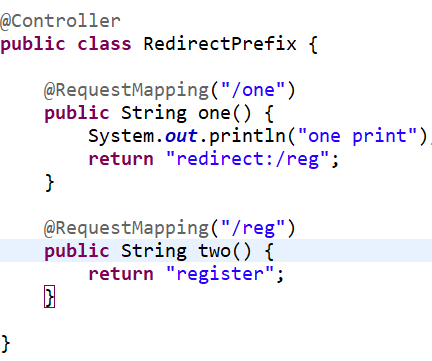 @Controller
public class RedirectPrefix {
@RequestMapping("/one")
public String one() {
System.out.println("one print")
return "redirect:/reg";
}
@RequestMapping("/reg")
public String two() {
return "register";
}
}